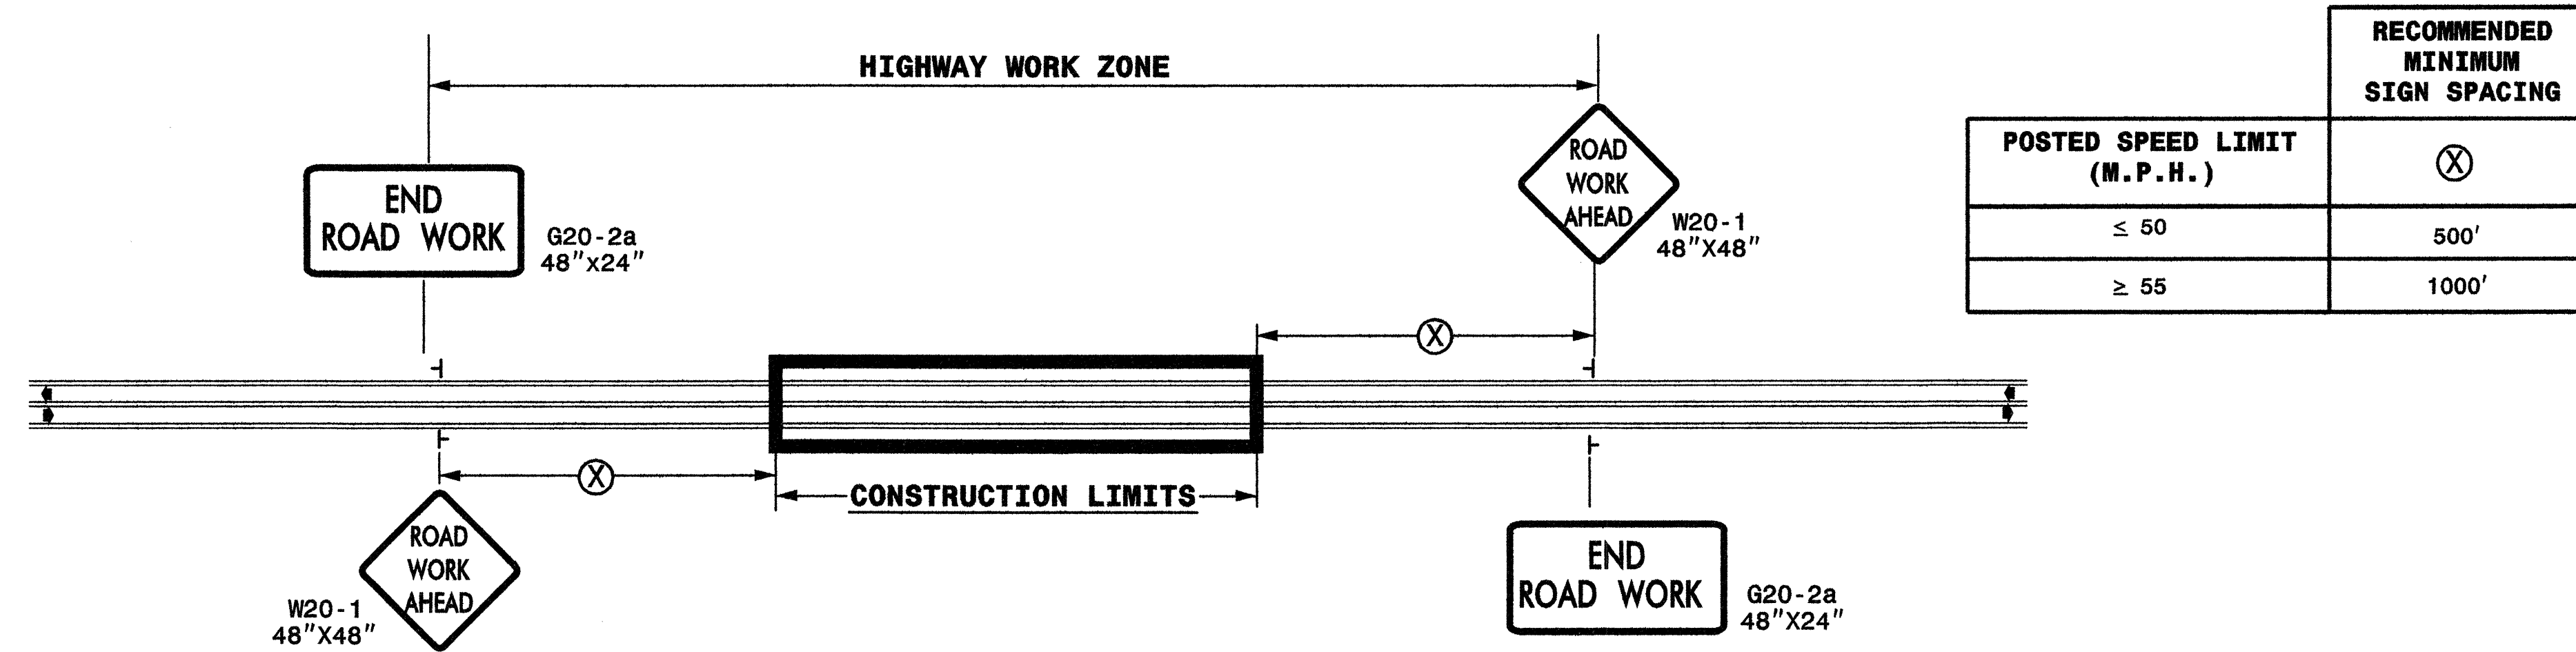 HIGHWAY WORK ZONE
END
ROAD WORK
G20-2a
48"x24"
ROAD
WORK
AHEAD
W20-1
48"X48"
RECOMMENDED
MINIMUM
SIGN SPACING
POSTED SPEED LIMIT
(M.P.H.)
X
≤ 50
500'
≥ 55
1000'
X
X
CONSTRUCTION LIMITS
ROAD
WORK
AHEAD
W20-1
48"X48"
END
ROAD WORK
G20-2a
48"X24"